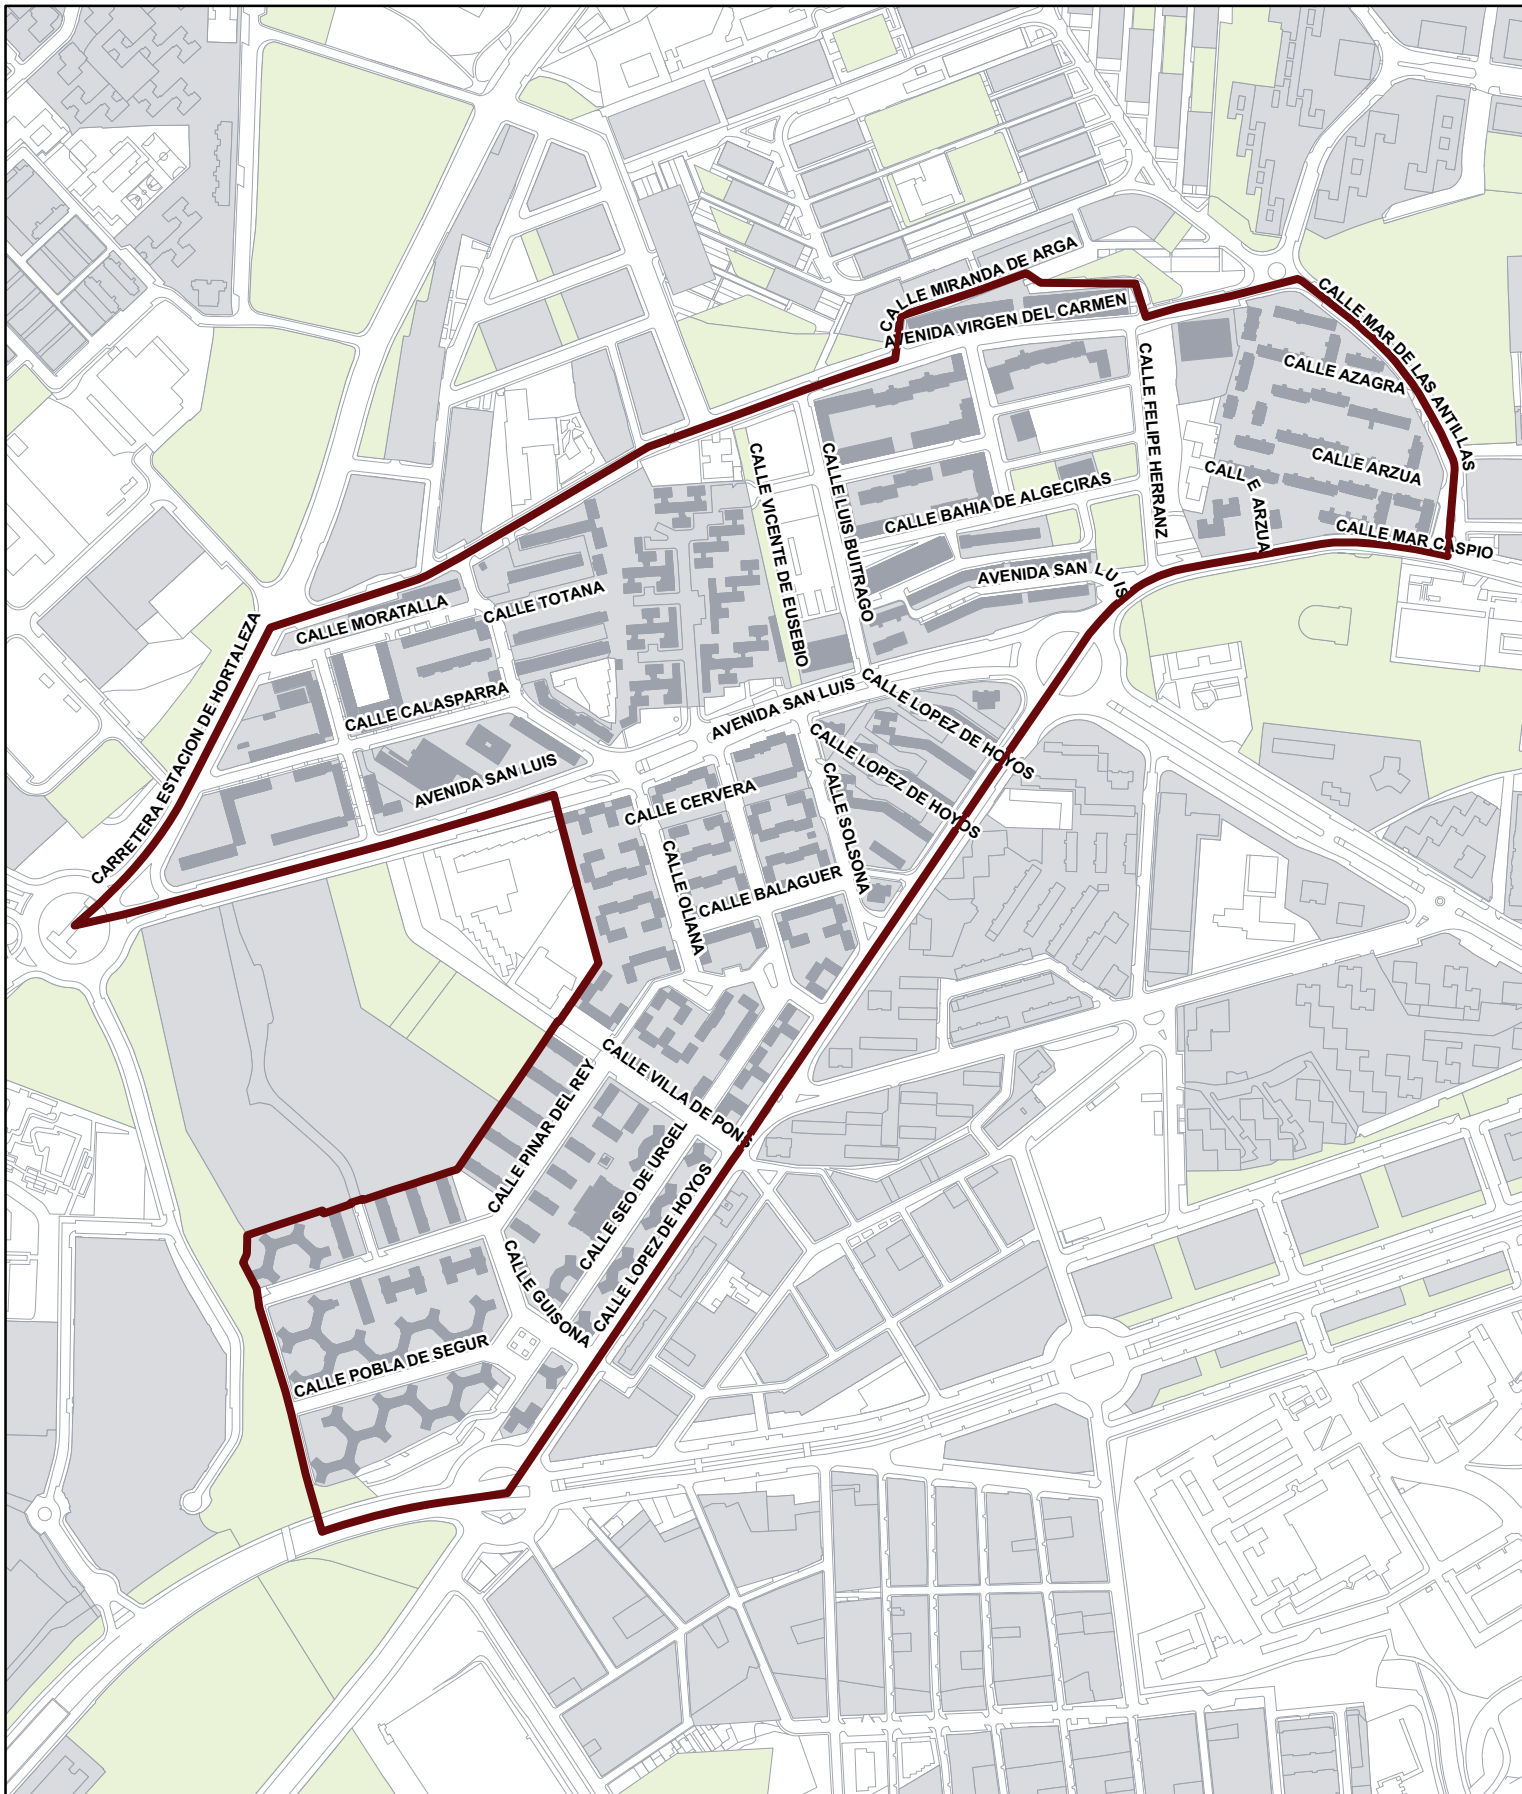 CALLE MIRANDA DE ARGA
AVENIDA VIRGEN DEL CARMEN
CALLE MAR DE LAS ANTILLAS
CALLE AZAGRA
CALLE FELIPE HERRANZ
CALLE ARZUA
CALLE ARZUA
CALLE MAR CASPIO
CALLE VICENTE DE EUSEBIO
CALLE LUIS BUITRAGO
CALLE BAHIA DE ALGECIRAS
AVENIDA SAN LUIS
CALLE TOTANA
CALLE MORATALLA
CARRETERA ESTACION DE HORTALEZA
CALLE CALASPARRA
AVENIDA SAN LUIS
AVENIDA SAN LUIS
CALLE LOPEZ DE HOYOS
CALLE LOPEZ DE HOYOS
CALLE CERVERA
CALLE SOLSONA
CALLE OLIANA
CALLE BALAGUER
CALLE VILLA DE PONS
CALLE PINAR DEL REY
CALLE SEO DE URGEL
CALLE LOPEZ DE HOYOS
CALLE GUISONA
CALLE POBLA DE SEGUR